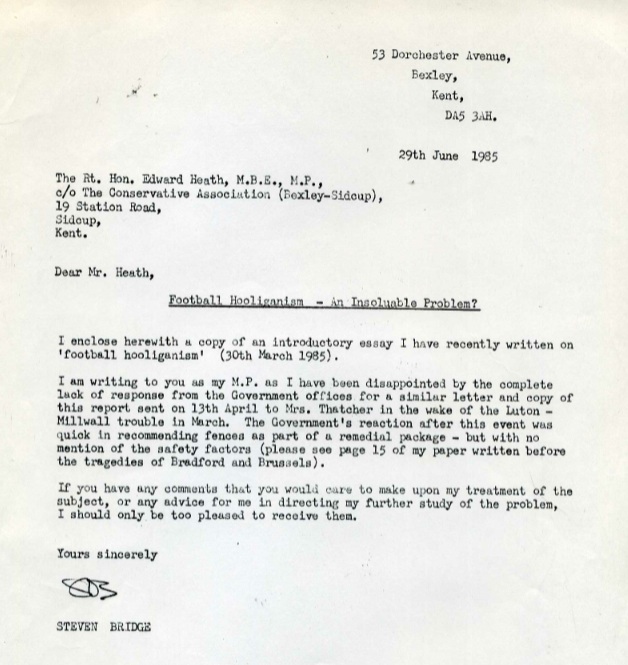 53 Dorchester Avenue,
Bexley,
Kent,
DA5 3AH.
29th June 1985
The Rt. Hon. Edward Heath, M.B.E., M.P.,
c/o The Conservative Association (Bexley-Sidcup),
19 Station Road,
Sidcup,
Kent.
Dear Mr. Heath,
Football Hooliganism - An Insoluable Problem?
I enclose herewith a copy of an introductory essay I have recently written on
'football hooliganism' (30th March 1985).
I am writing to you as my M.P. as I have been disappointed by the complete
lack of response from the Government offices for a similar letter and copy of
this report sent on 13th April to Mrs. Thatcher in the wake of the Luton -
Millwall trouble in March. The Government's reaction after this event was
quick in recommending fences as part of a remedial package - but with no
mention of the safety factors (please see page 15 of my paper written before
the tragedies of Bradford and Brussels).
If you have any comments that you would care to make upon my treatment of the
subject, or any advice for me in directing my further study of the problem,
I should only be too pleased to receive them.
Yours sincerely
STEVEN BRIDGE